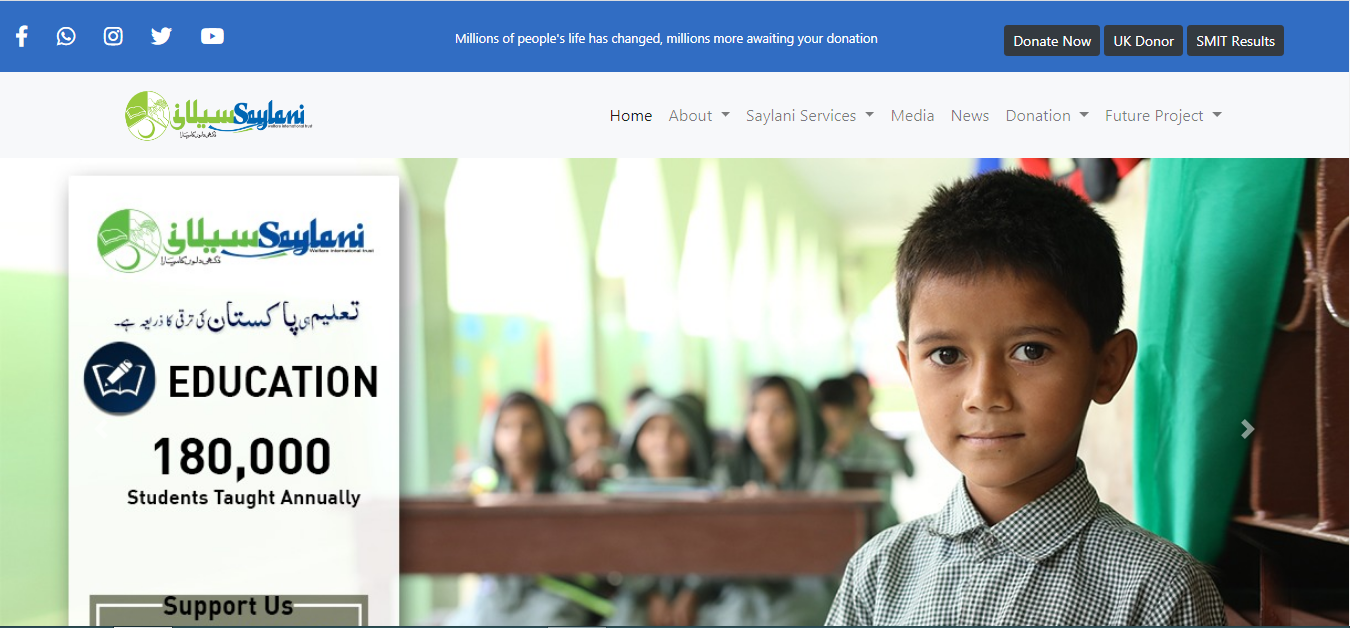 Millions of people's life has changed, millions more awaiting your donation
Donate Now
UK Donor
SMIT Results
سیلانی Saylani
Welfare International Trust
Home
About
Saylani Services
Media
News
Donation
Future Project
سیلانی Saylani
Welfare International Trust
تعلیم ہی پاکستان کی ترقی کا ذریعہ ہے۔
EDUCATION
180,000
Students Taught Annually
Support Us